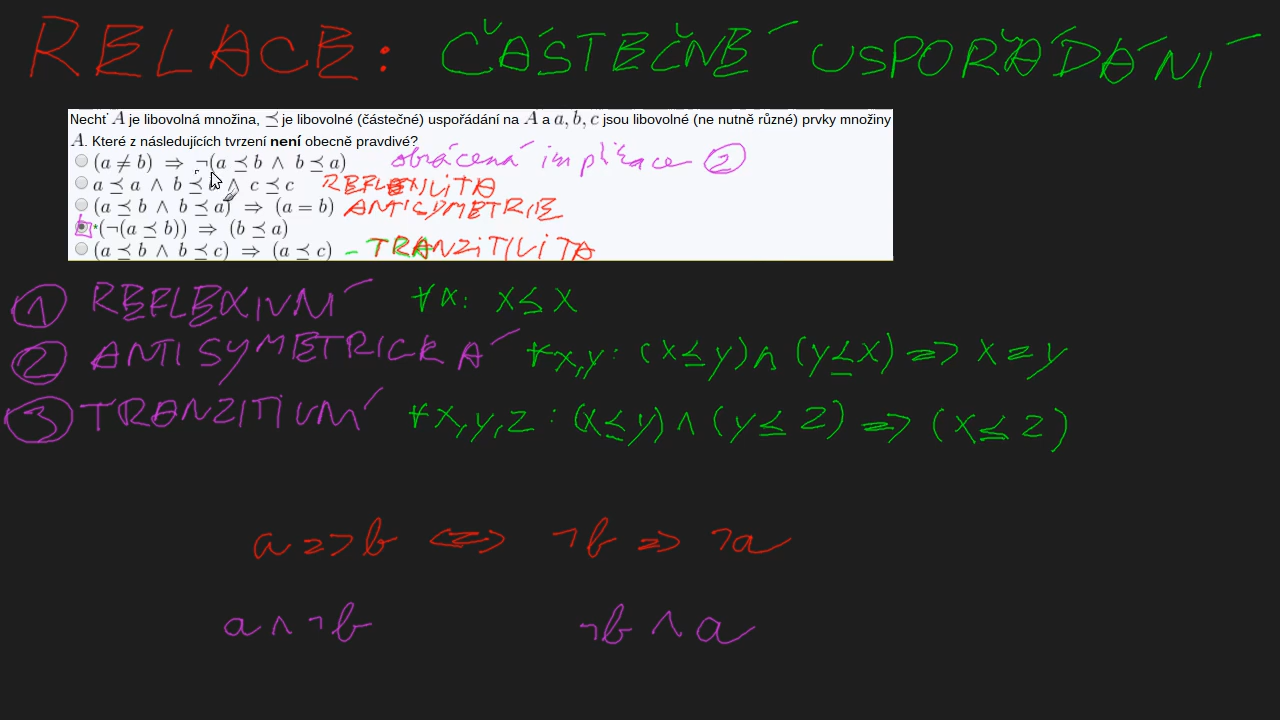 RELACE: ČÁSTEČNÉ USPOŘÁDÁNÍ
Nechť A je libovolná množina, ⪯ je libovolné (částečné) uspořádání na A a a, b, c jsou libovolné (ne nutně různé) prvky množiny
A. Které z následujících tvrzení není obecně pravdivé?
(a ≠ b) ⇒ ¬(a ⪯ b ∧ b ⪯ a) obrácená implikace 2
a ⪯ a ∧ b ⪯ b ∧ c ⪯ c REFLEXIVITA
(a ⪯ b ∧ b ⪯ a) ⇒ (a = b) ANTISYMETRIE
*(¬(a ⪯ b)) ⇒ (b ⪯ a)
(a ⪯ b ∧ b ⪯ c) ⇒ (a ⪯ c) - TRANZITIVITA
1 REFLEXIVNÍ ∀x: x≤x
2 ANTISYMETRICKÁ ∀x,y: (x≤y)∧(y≤x) => x=y
3 TRANZITIVNÍ ∀x,y,z: (x≤y)∧(y≤z) => (x≤z)
a=>b <=> ¬b => ¬a
a∧¬b ¬b∧a